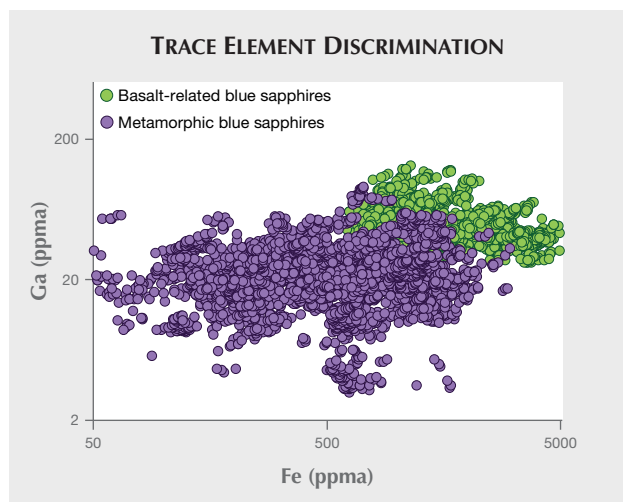 TRACE ELEMENT DISCRIMINATION
Basalt-related blue sapphires
Metamorphic blue sapphires
200
20
2
Ga (ppma)
50
500
5000
Fe (ppma)